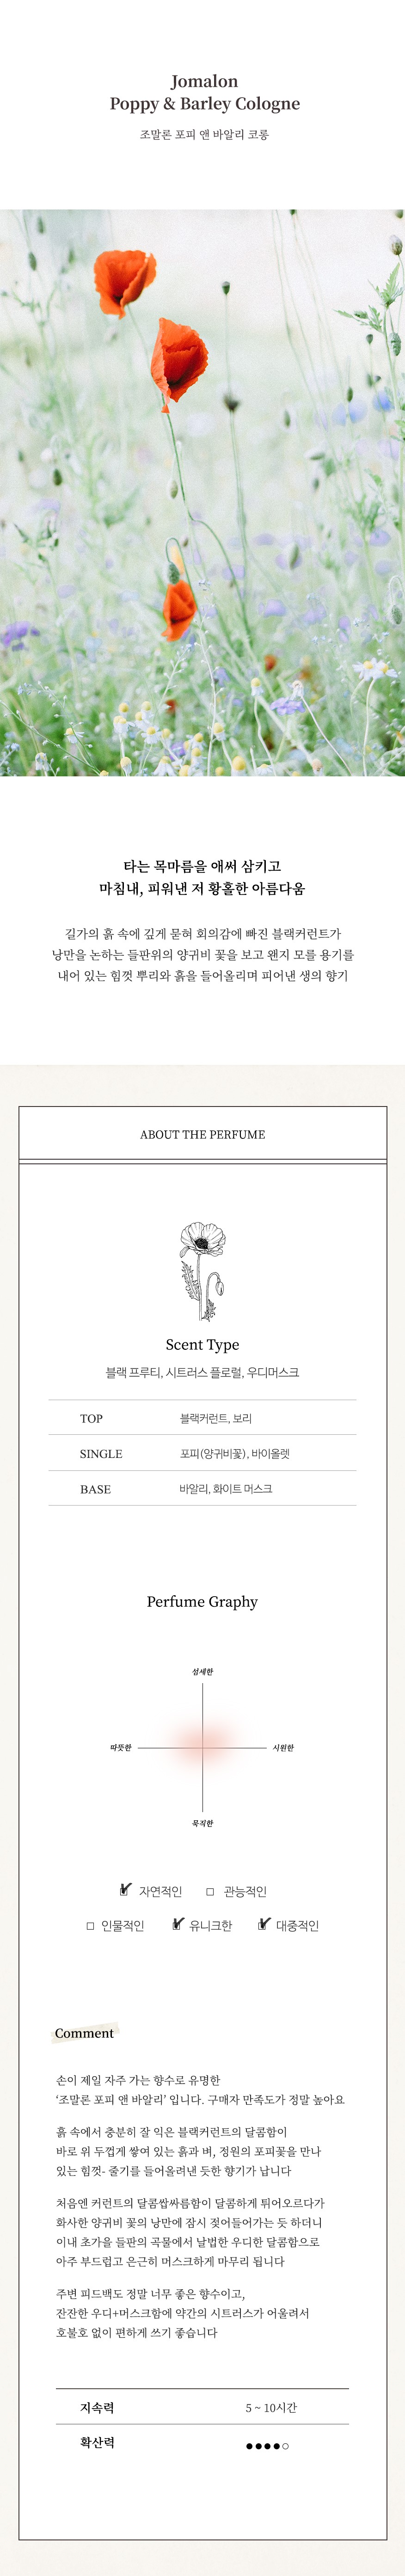 Jomalon
Poppy & Barley Cologne
조말론 포피 앤 바알리 코롱
타는 목마름을 애써 삼키고
마침내, 피워낸 저 황홀한 아름다움
길가의 흙 속에 깊게 묻혀 회의감에 빠진 블랙커런트가
낭만을 논하는 들판위의 양귀비 꽃을 보고 왠지 모를 용기를
내어 있는 힘껏 뿌리와 흙을 들어올리며 피어낸 생의 향기
ABOUT THE PERFUME
Scent Type
블랙 프루티, 시트러스 플로럴, 우디머스크
TOP 블랙커런트, 보리
SINGLE 포피(양귀비꽃), 바이올렛
BASE 바알리, 화이트 머스크
Perfume Graphy
섬세한
따뜻한 시원한
묵직한
자연적인 관능적인
인물적인 유니크한 대중적인
Comment
손이 제일 자주 가는 향수로 유명한
‘조말론 포피 앤 바알리’ 입니다. 구매자 만족도가 정말 높아요
흙 속에서 충분히 잘 익은 블랙커런트의 달콤함이
바로 위 두껍게 쌓여 있는 흙과 벼, 정원의 포피꽃을 만나
있는 힘껏- 줄기를 들어올려낸 듯한 향기가 납니다
처음엔 커런트의 달콤쌉싸름함이 달콤하게 튀어오르다가
화사한 양귀비 꽃의 낭만에 잠시 젖어들어가는 듯 하더니
이내 초가을 들판의 곡물에서 날법한 우디한 달콤함으로
아주 부드럽고 은근히 머스크하게 마무리 됩니다
주변 피드백도 정말 너무 좋은 향수이고,
잔잔한 우디+머스크함에 약간의 시트러스가 어울려서
호불호 없이 편하게 쓰기 좋습니다
지속력 5 ~ 10시간
확산력 ●●●●○